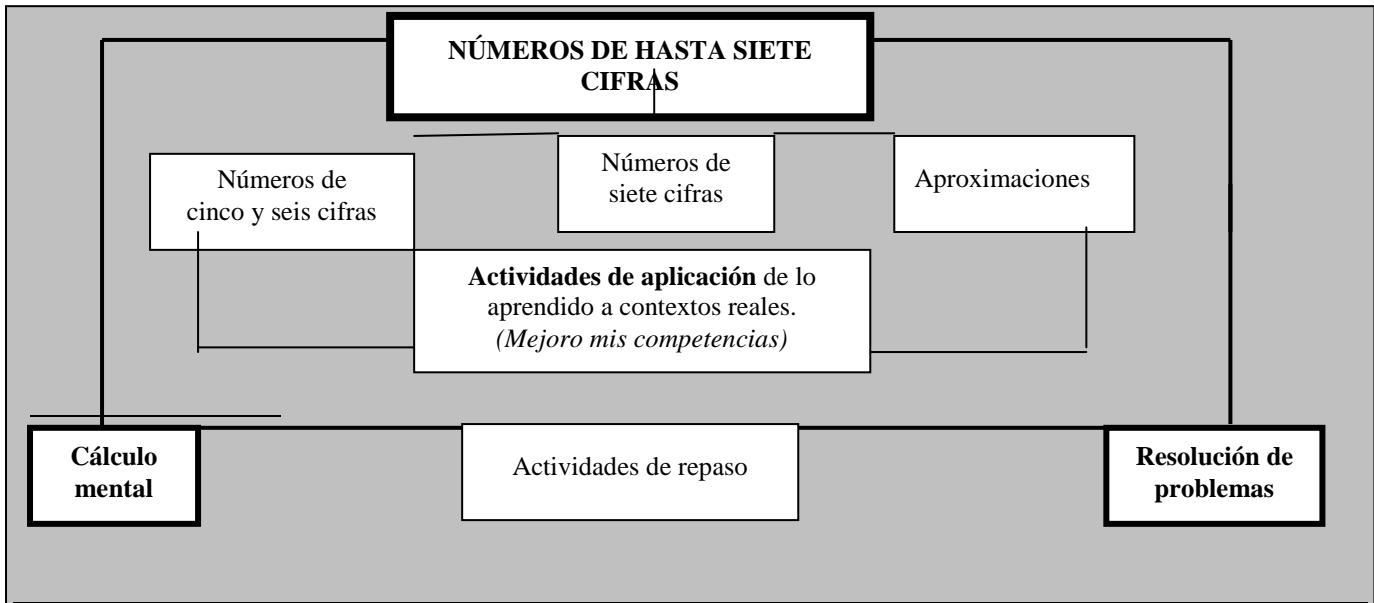 NÚMEROS DE HASTA SIETE
CIFRAS
Números de
cinco y seis cifras
Números de
siete cifras
Aproximaciones
Actividades de aplicación de lo
aprendido a contextos reales.
(Mejoro mis competencias)
Cálculo
mental
Actividades de repaso
Resolución de
problemas